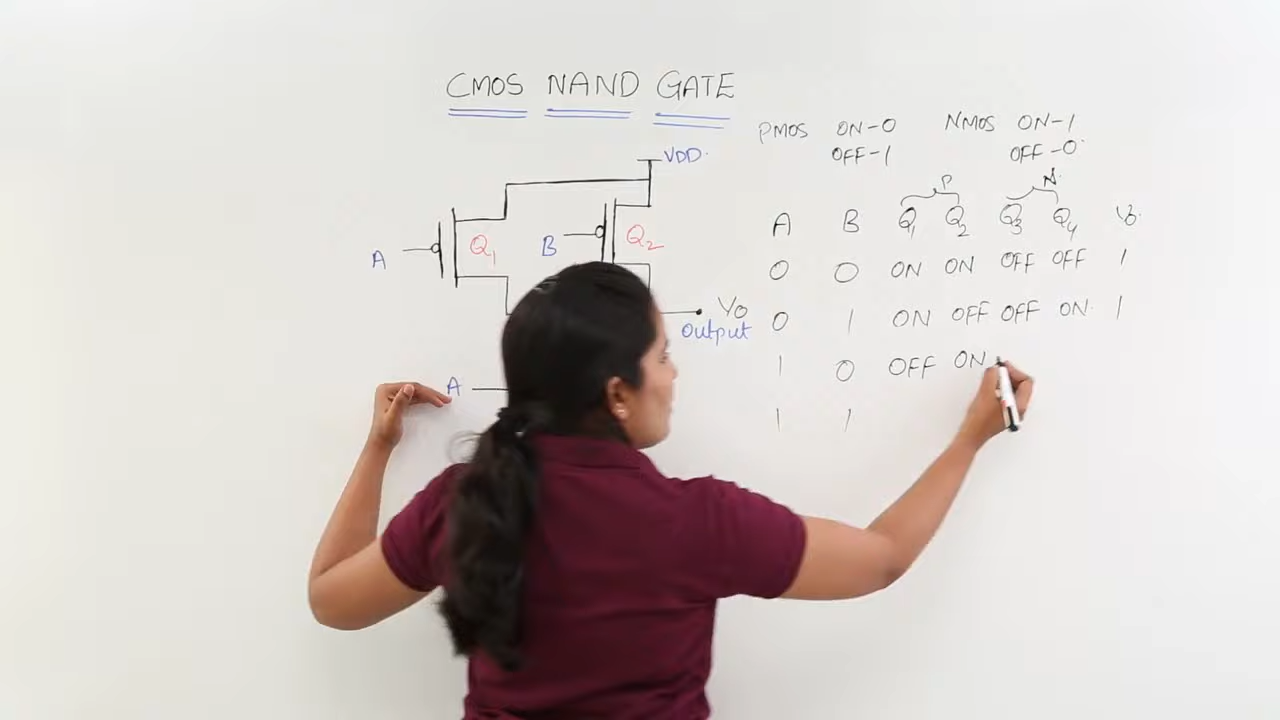 CMOS NAND GATE
PMOS ON-0 NMOS ON-1
OFF-1 OFF-0
VDD
P N
A B Q1 Q2 Q3 Q4 Vo
A Q1 B Q2
0 0 ON ON OFF OFF 1
0 1 ON OFF OFF ON 1
Vo
Output
1 0 OFF ON
A
1 1